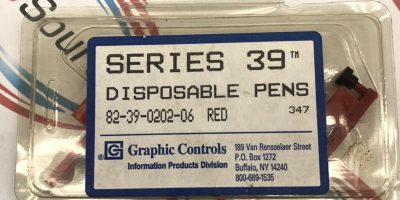 Sour
SERIES 39™
DISPOSABLE PENS
82-39-0202-06 RED 347
® G Graphic Controls
Information Products Division
189 Van Rensselaer Street
P.O. Box 1272
Buffalo, NY 14240
800-669-1535